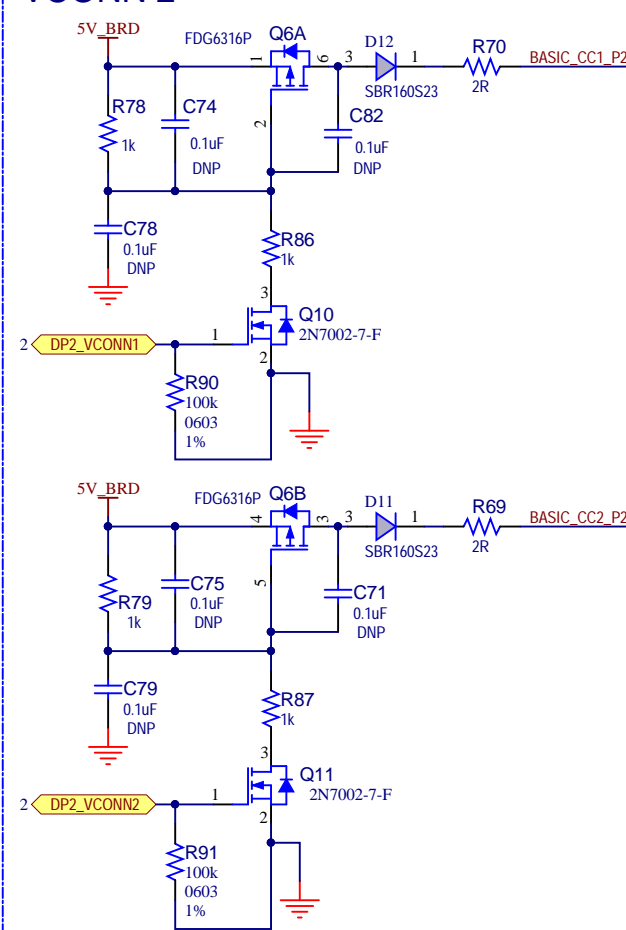 5V_BRD
FDG6316P
Q6A
1
6
2
3
D12
1
SBR160S23
R70
2R
BASIC_CC1_P2
R78
1k
C74
0.1uF
DNP
C82
0.1uF
DNP
C78
0.1uF
DNP
R86
1k
3
Q10
2N7002-7-F
1
2
2
DP2_VCONN1
R90
100k
0603
1%
5V_BRD
FDG6316P
Q6B
4
3
5
3
D11
1
SBR160S23
R69
2R
BASIC_CC2_P2
R79
1k
C75
0.1uF
DNP
C71
0.1uF
DNP
C79
0.1uF
DNP
R87
1k
3
Q11
2N7002-7-F
1
2
2
DP2_VCONN2
R91
100k
0603
1%